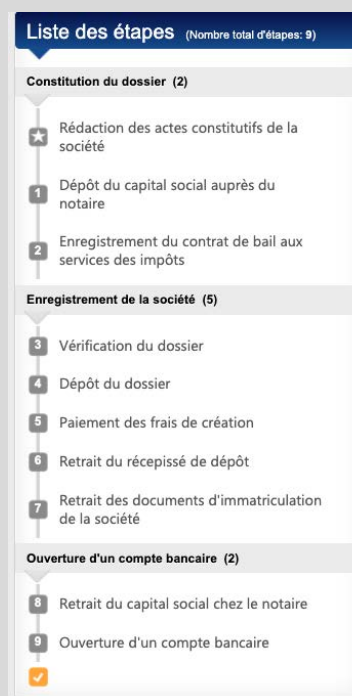 Liste des étapes (Nombre total d'étapes: 9)
Constitution du dossier (2)
Rédaction des actes constitutifs de la
société
1 Dépôt du capital social auprès du
notaire
2 Enregistrement du contrat de bail aux
services des impôts
Enregistrement de la société (5)
3 Vérification du dossier
4 Dépôt du dossier
5 Paiement des frais de création
6 Retrait du récepissé de dépôt
7 Retrait des documents d'immatriculation
de la société
Ouverture d'un compte bancaire (2)
8 Retrait du capital social chez le notaire
9 Ouverture d'un compte bancaire